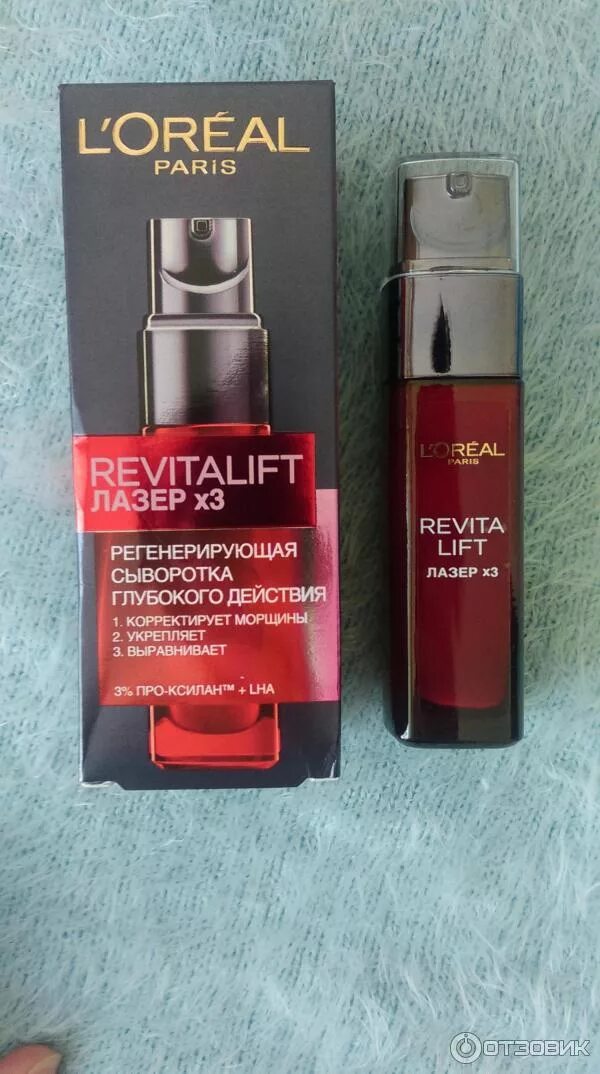 L'ORÉAL
PARiS
REVITALIFT
ЛАЗЕР x3
РЕГЕНЕРИРУЮЩАЯ
СЫВОРОТКА
ГЛУБОКОГО ДЕЙСТВИЯ
1. КОРРЕКТИРУЕТ МОРЩИНЫ
2. УКРЕПЛЯЕТ
3. ВЫРАВНИВАЕТ
3% ПРО-КСИЛАН™ + LHA
L'ORÉAL
PARIS
REVITA
LIFT
ЛАЗЕР x3
ОТЗОВИК